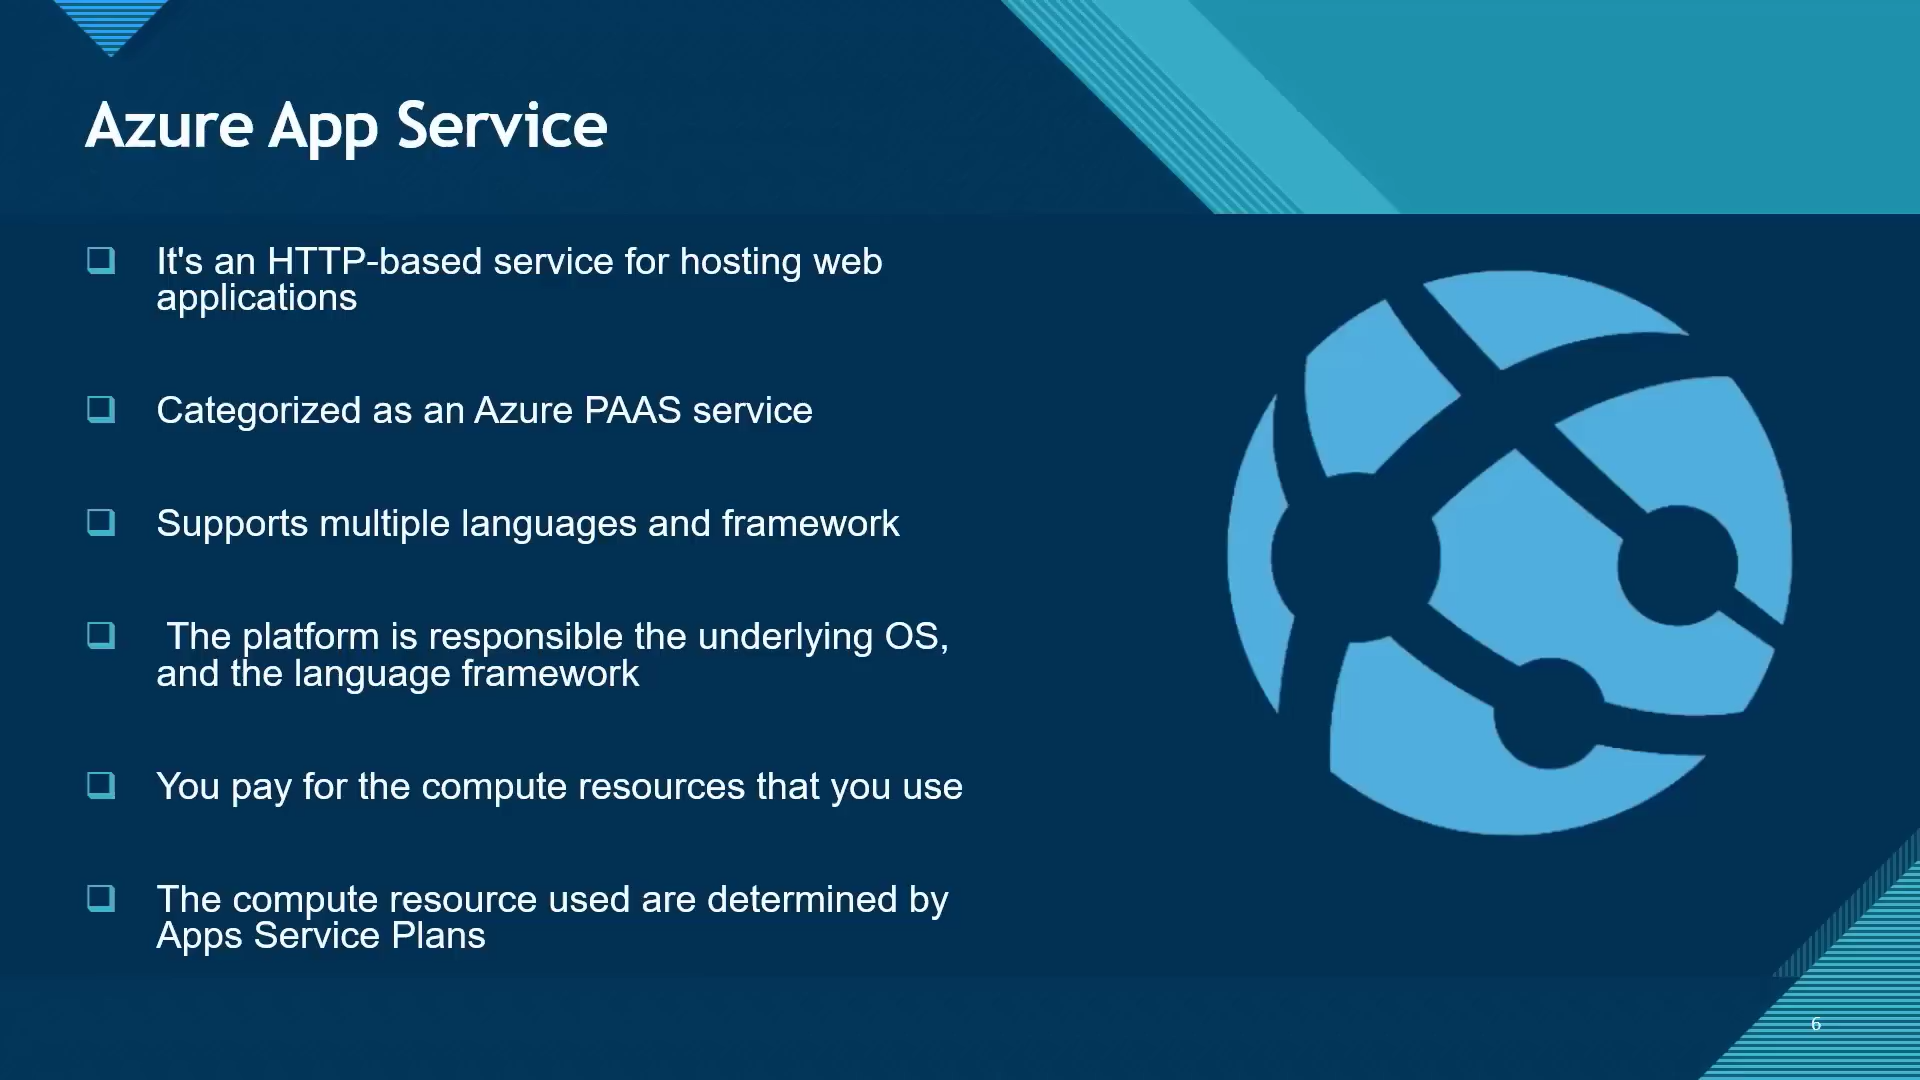 Azure App Service
It's an HTTP-based service for hosting web
applications
Categorized as an Azure PAAS service
Supports multiple languages and framework
The platform is responsible the underlying OS,
and the language framework
You pay for the compute resources that you use
The compute resource used are determined by
Apps Service Plans
6